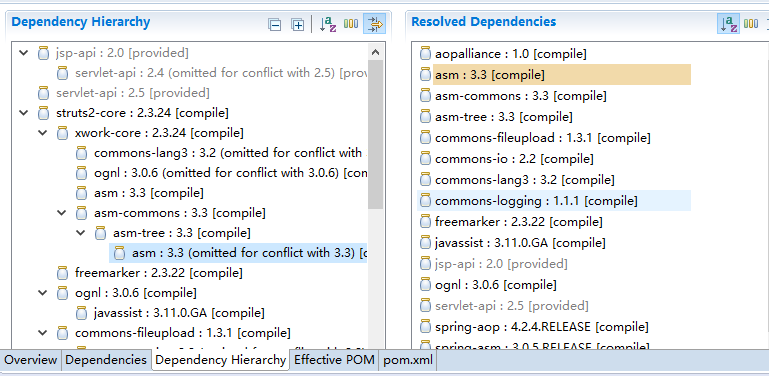 Dependency Hierarchy
jsp-api : 2.0 [provided]
servlet-api : 2.4 (omitted for conflict with 2.5) [prov
servlet-api : 2.5 [provided]
struts2-core : 2.3.24 [compile]
xwork-core : 2.3.24 [compile]
commons-lang3 : 3.2 (omitted for conflict with
ognl : 3.0.6 (omitted for conflict with 3.0.6) [co
asm : 3.3 [compile]
asm-commons : 3.3 [compile]
asm-tree : 3.3 [compile]
asm : 3.3 (omitted for conflict with 3.3) [c
freemarker : 2.3.22 [compile]
ognl : 3.0.6 [compile]
javassist : 3.11.0.GA [compile]
commons-fileupload : 1.3.1 [compile]
Resolved Dependencies
aopalliance : 1.0 [compile]
asm : 3.3 [compile]
asm-commons : 3.3 [compile]
asm-tree : 3.3 [compile]
commons-fileupload : 1.3.1 [compile]
commons-io : 2.2 [compile]
commons-lang3 : 3.2 [compile]
commons-logging : 1.1.1 [compile]
freemarker : 2.3.22 [compile]
javassist : 3.11.0.GA [compile]
jsp-api : 2.0 [provided]
ognl : 3.0.6 [compile]
servlet-api : 2.5 [provided]
spring-aop : 4.2.4.RELEASE [compile]
spring-asm : 3.0.5.RELEASE [compile]
Overview Dependencies Dependency Hierarchy Effective POM pom.xml